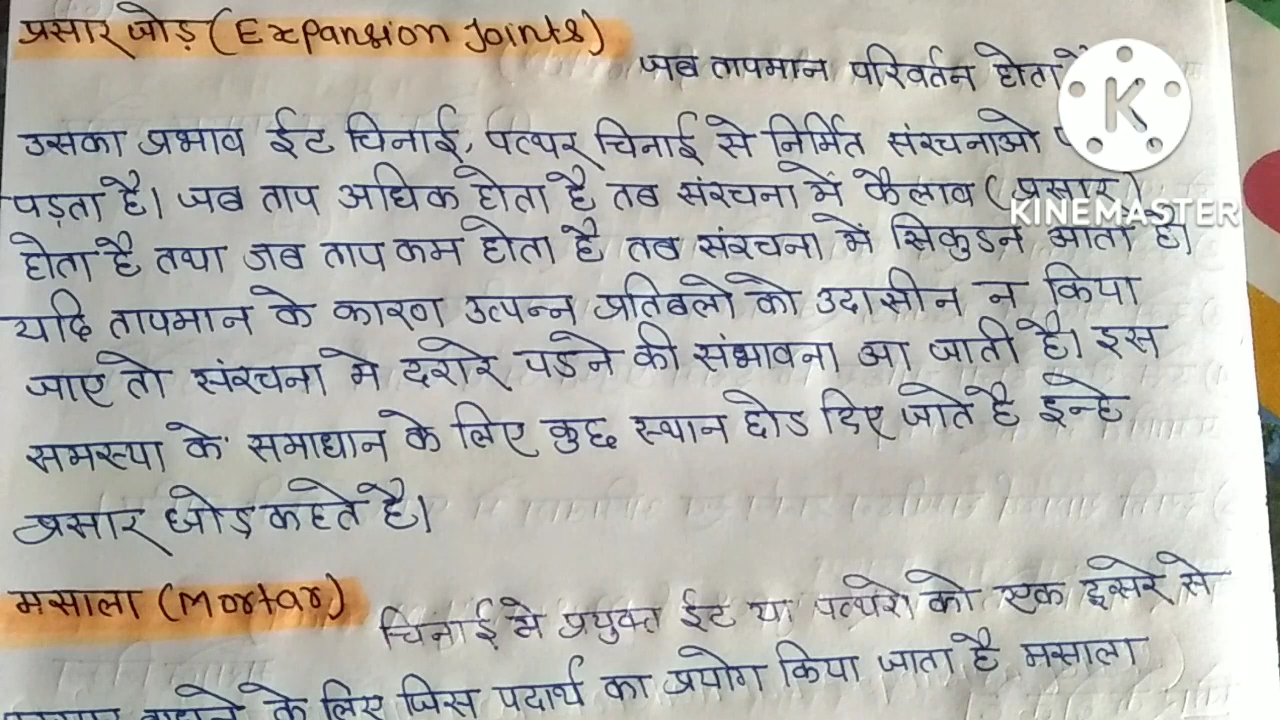 प्रसार जोड़ (Expansion Joints)
जब तापमान परिवर्तन होता
उसका प्रभाव ईट चिनाई, पत्थर चिनाई से निर्मित संरचनाओ
पड़ता है। जब ताप अधिक होता है तब संरचना में फैलाव (प्रसार)
होता है तथा जब ताप कम होता है तब संरचना में सिकुडन आता है।
यदि तापमान के कारण उत्पन्न प्रतिबलो को उदासीन न किया
जाए तो संरचना मे दरारे पडने की संभावना आ जाती है। इस
समस्या के समाधान के लिए कुछ स्थान छोड दिए जाते है इन्हे
प्रसार जोड़ कहते है।
मसाला (Mortar)
चिनाई मे प्रयुक्त ईट या पत्थरो को एक दूसरे से
के लिए जिस पदार्थ का प्रयोग किया जाता है मसाला
K
KINEMASTER